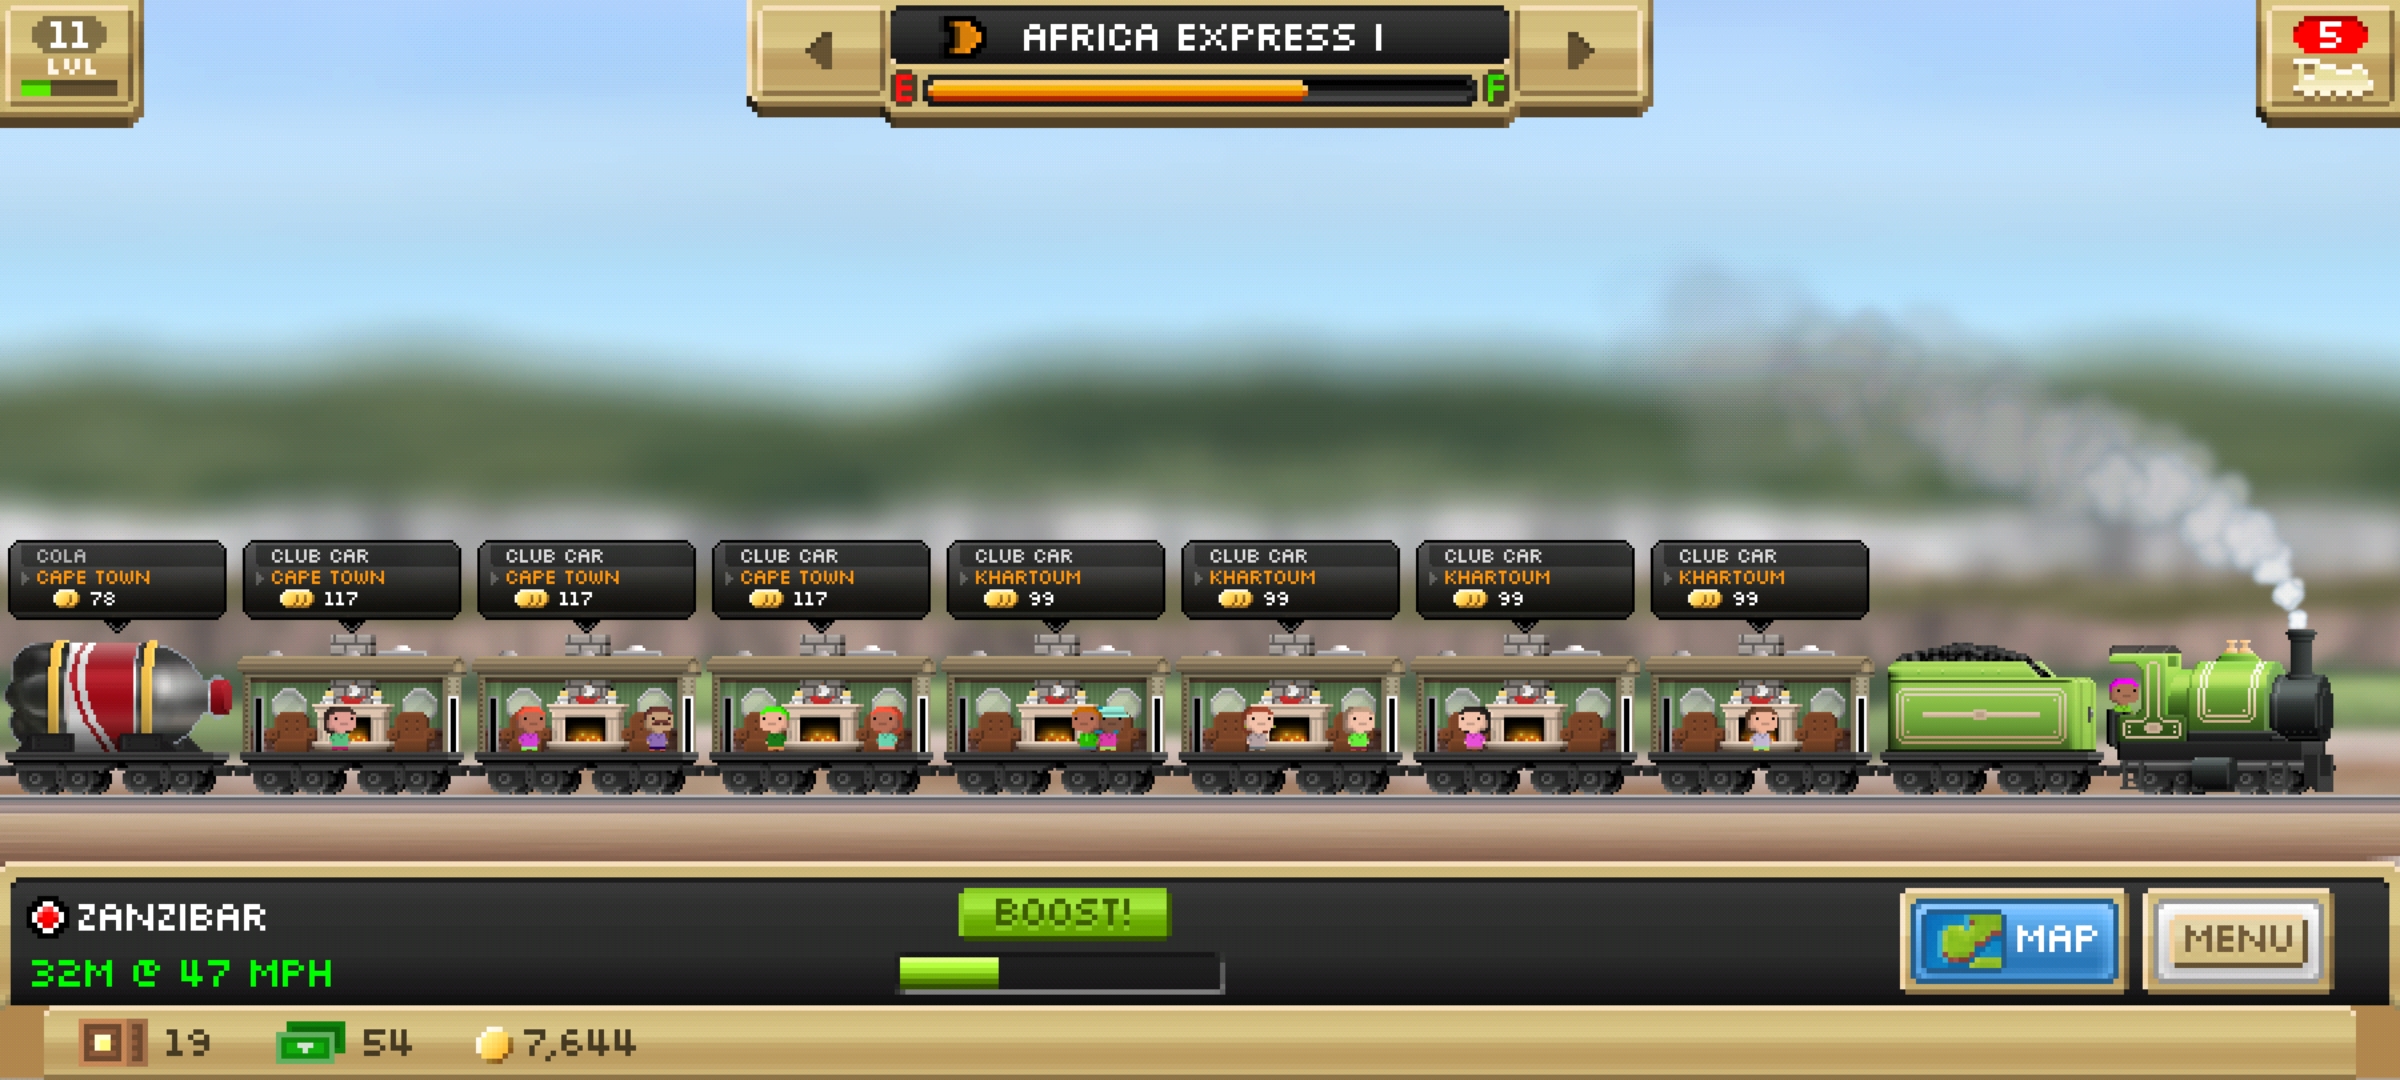 11
LVL
AFRICA EXPRESS I
E
F
5
COLA
CAPE TOWN
78
CLUB CAR
CAPE TOWN
117
CLUB CAR
CAPE TOWN
117
CLUB CAR
CAPE TOWN
117
CLUB CAR
KHARTOUM
99
CLUB CAR
KHARTOUM
99
CLUB CAR
KHARTOUM
99
CLUB CAR
KHARTOUM
99
ZANZIBAR
32M @ 47 MPH
BOOST!
MAP
MENU
19
54
7,644